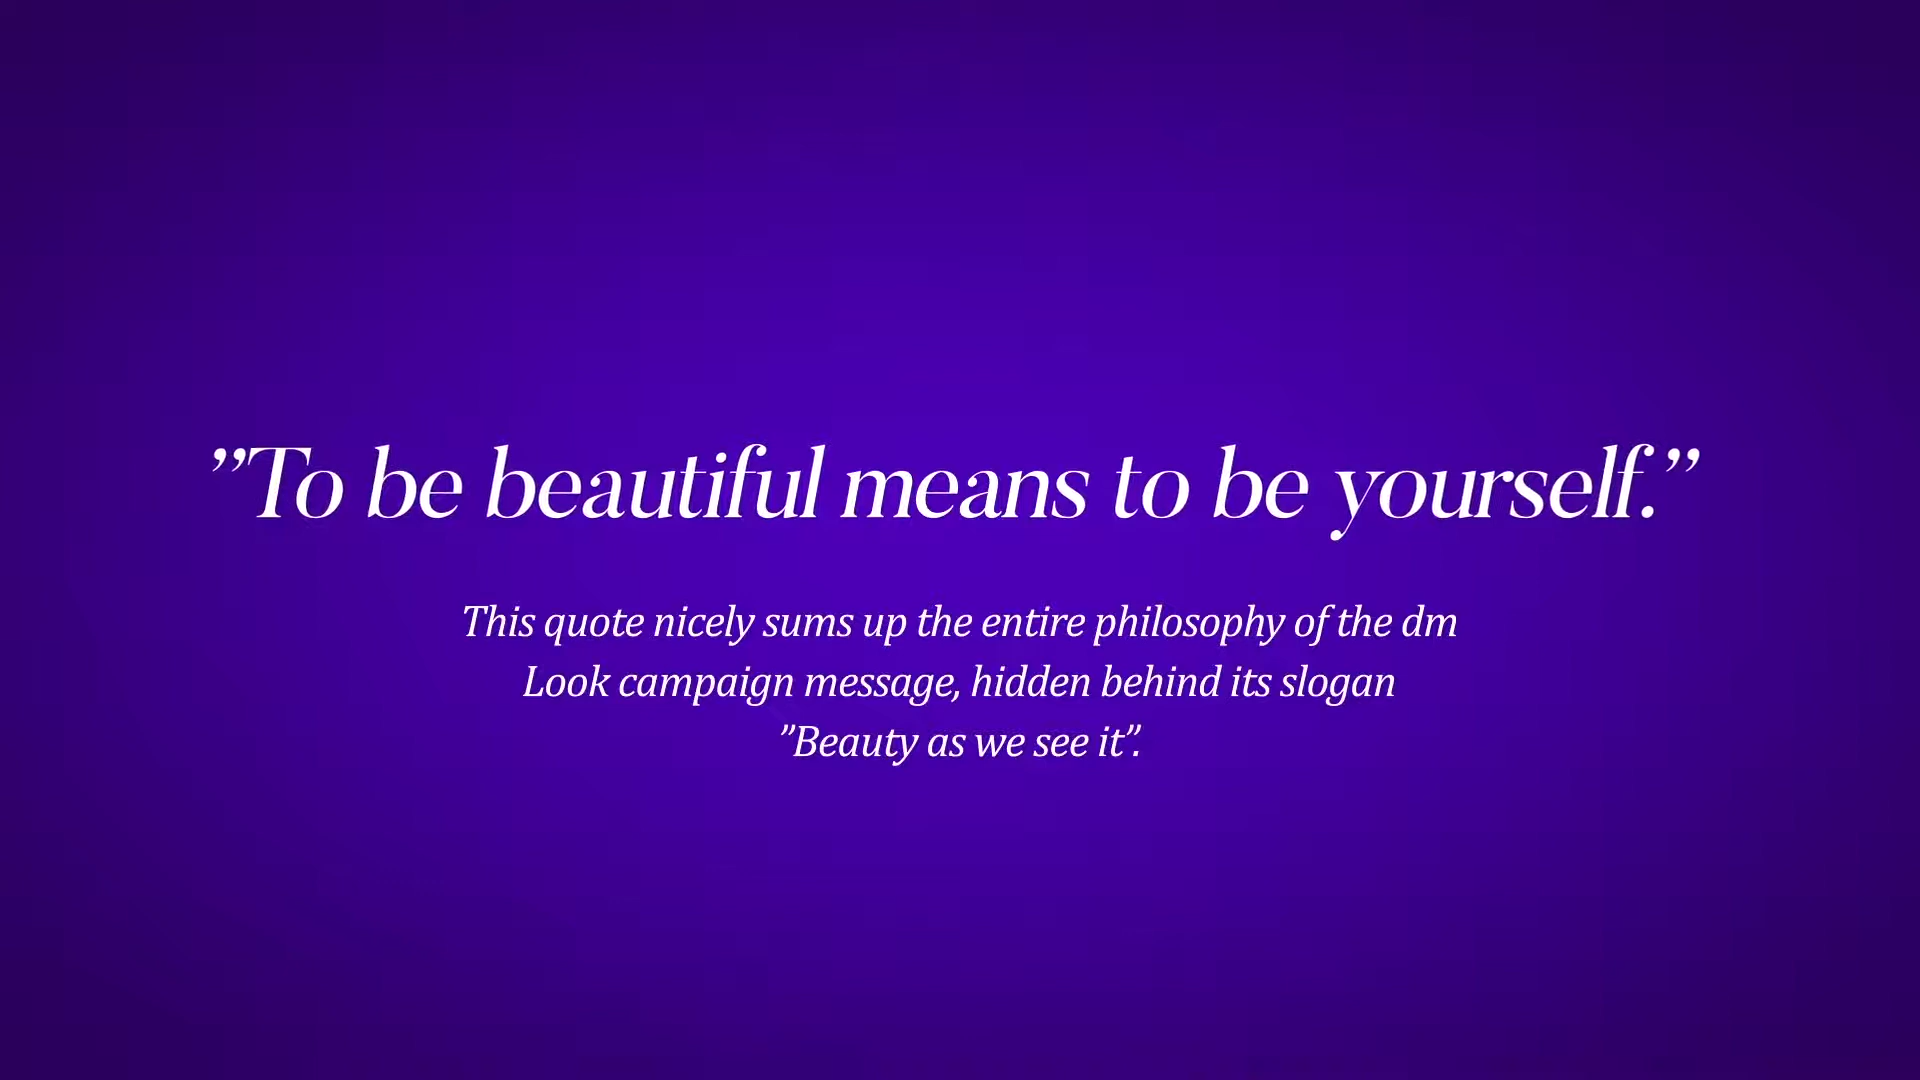 ”To be beautiful means to be yourself.”
This quote nicely sums up the entire philosophy of the dm
Look campaign message, hidden behind its slogan
”Beauty as we see it”.